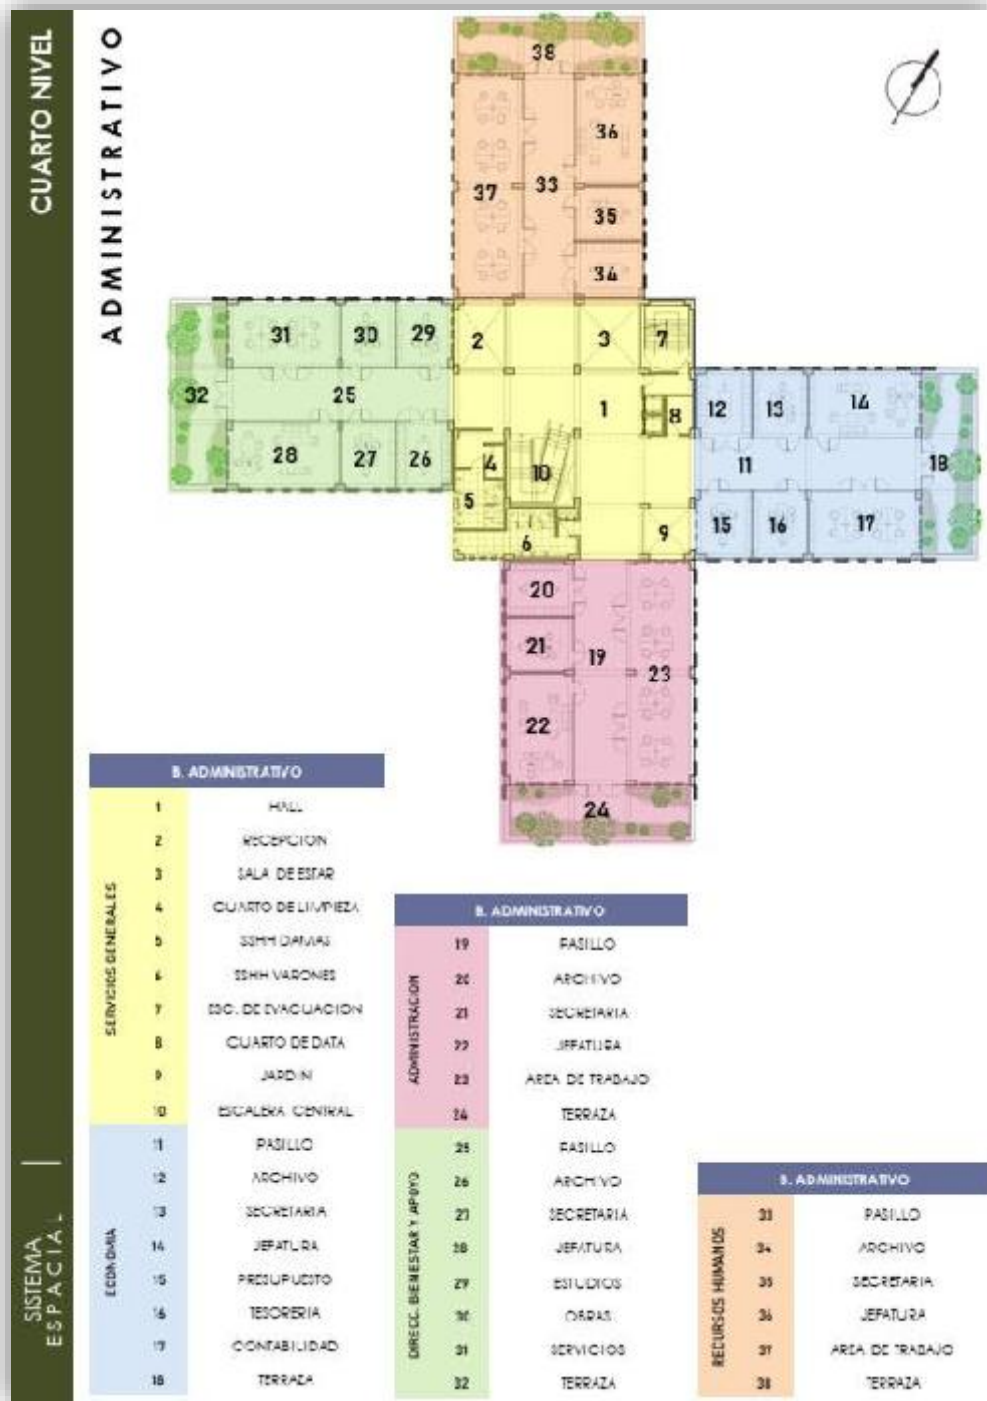 CUARTO NIVEL
ADMINISTRATIVO
38
36
37
33
35
34
31
30
29
2
3
7
32
25
1
8
12
13
14
28
27
26
4
10
11
18
5
6
9
15
16
17
20
21
19
23
22
24
B. ADMINISTRATIVO
SERVICIOS GENERALES
1 HALL
2 RECEPCION
3 SALA DE ESTAR
4 CUARTO DE LIMPIEZA
5 SSHH DAMAS
6 SSHH VARONES
7 ESC. DE EVACUACION
8 CUARTO DE DATA
9 JARDIN
10 ESCALERA CENTRAL
ECONOMIA
11 PASILLO
12 ARCHIVO
13 SECRETARIA
14 JEFATURA
15 PRESUPUESTO
16 TESORERIA
17 CONTABILIDAD
18 TERRAZA
B. ADMINISTRATIVO
ADMINISTRACION
19 PASILLO
20 ARCHIVO
21 SECRETARIA
22 JEFATURA
23 AREA DE TRABAJO
24 TERRAZA
DIRECC. BIENESTAR Y APOYO
25 PASILLO
26 ARCHIVO
27 SECRETARIA
28 JEFATURA
29 ESTUDIOS
30 OBRAS
31 SERVICIOS
32 TERRAZA
B. ADMINISTRATIVO
RECURSOS HUMANOS
33 PASILLO
34 ARCHIVO
35 SECRETARIA
36 JEFATURA
37 AREA DE TRABAJO
38 TERRAZA
SISTEMA
ESPACIAL